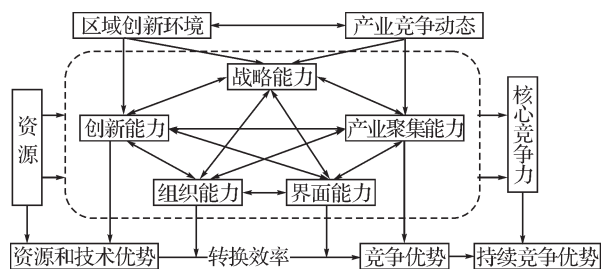 区域创新环境
产业竞争动态
战略能力
资源
创新能力
产业聚集能力
核心竞争力
组织能力
界面能力
资源和技术优势
转换效率
竞争优势
持续竞争优势